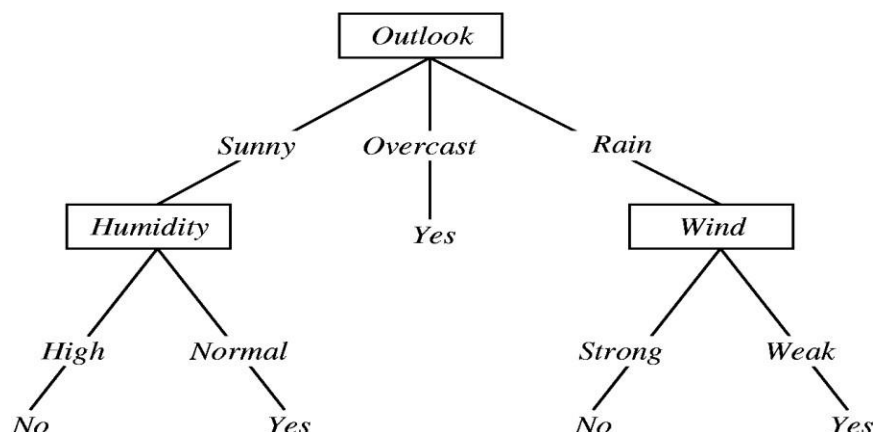 Outlook
Sunny Overcast Rain
Humidity Yes Wind
High Normal Strong Weak
No Yes No Yes